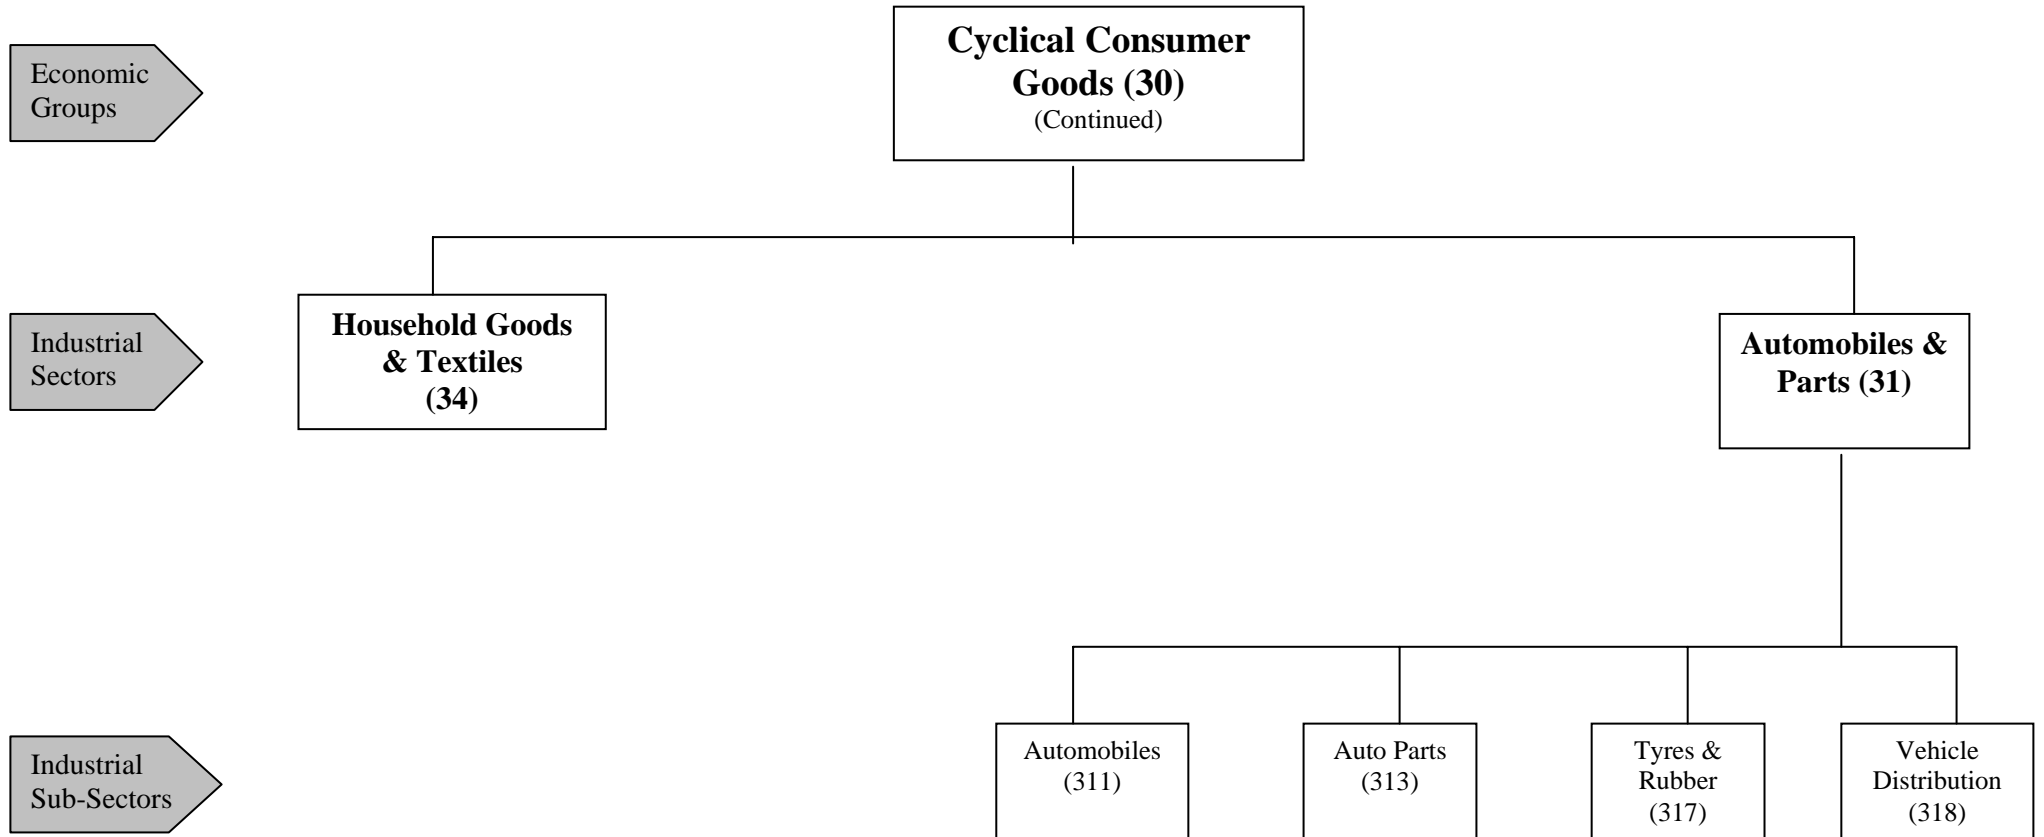 Economic
Groups
Cyclical Consumer
Goods (30)
(Continued)
Industrial
Sectors
Household Goods
& Textiles
(34)
Automobiles &
Parts (31)
Industrial
Sub-Sectors
Automobiles
(311)
Auto Parts
(313)
Tyres &
Rubber
(317)
Vehicle
Distribution
(318)